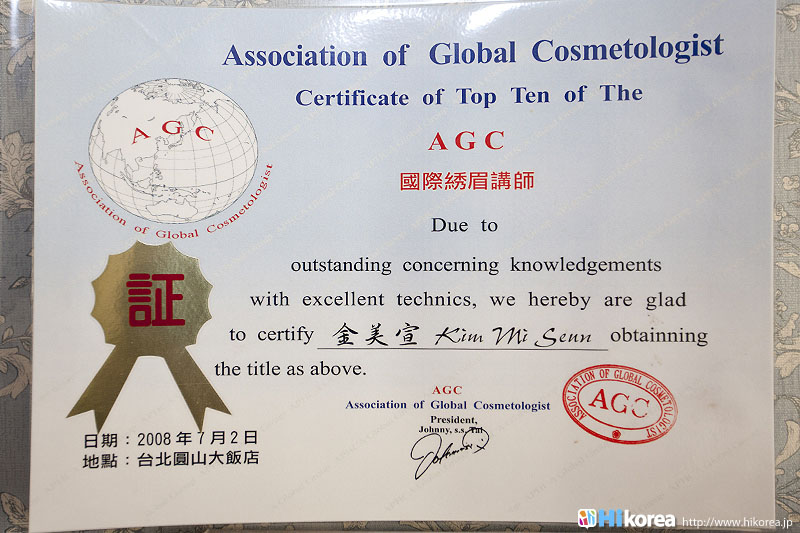 Association of Global Cosmetologist
Certificate of Top Ten of The
AGC
AGC
Association of Global Cosmetologist
國際綉眉講師
Due to
outstanding concerning knowledgements
with excellent technics, we hereby are glad
to certify 金美宣 Kim Mi Seun obtainning
the title as above.
証
AGC
Association of Global Cosmetologist
President,
Johnny, s.s. Tai
ASSOCIATION OF GLOBAL COSMETOLOGIST
AGC
日期：2008年7月2日
地點：台北圓山大飯店
Hikorea http://www.hikorea.jp